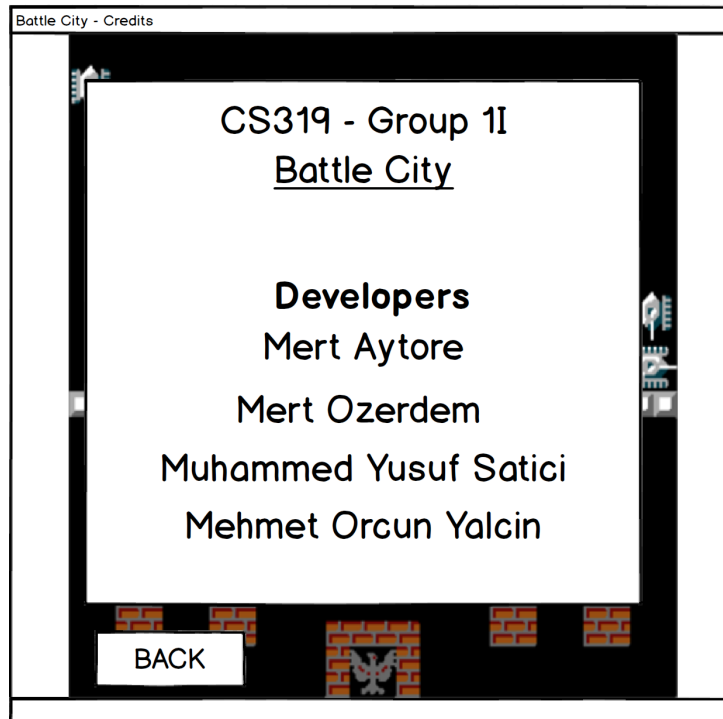 Battle City - Credits
CS319 - Group 1I
Battle City
Developers
Mert Aytore
Mert Ozerdem
Muhammed Yusuf Satici
Mehmet Orcun Yalcin
BACK